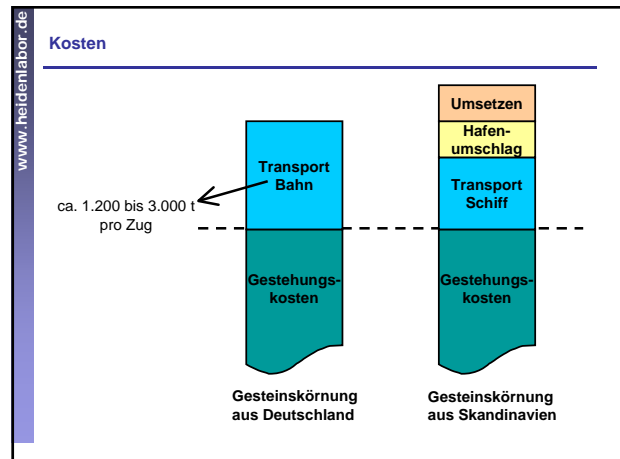 www.heidenlabor.de
Kosten
Umsetzen
Hafen-
umschlag
Transport
Bahn
Transport
Schiff
ca. 1.200 bis 3.000 t
pro Zug
Gestehungs-
kosten
Gestehungs-
kosten
Gesteinskörnung
aus Deutschland
Gesteinskörnung
aus Skandinavien